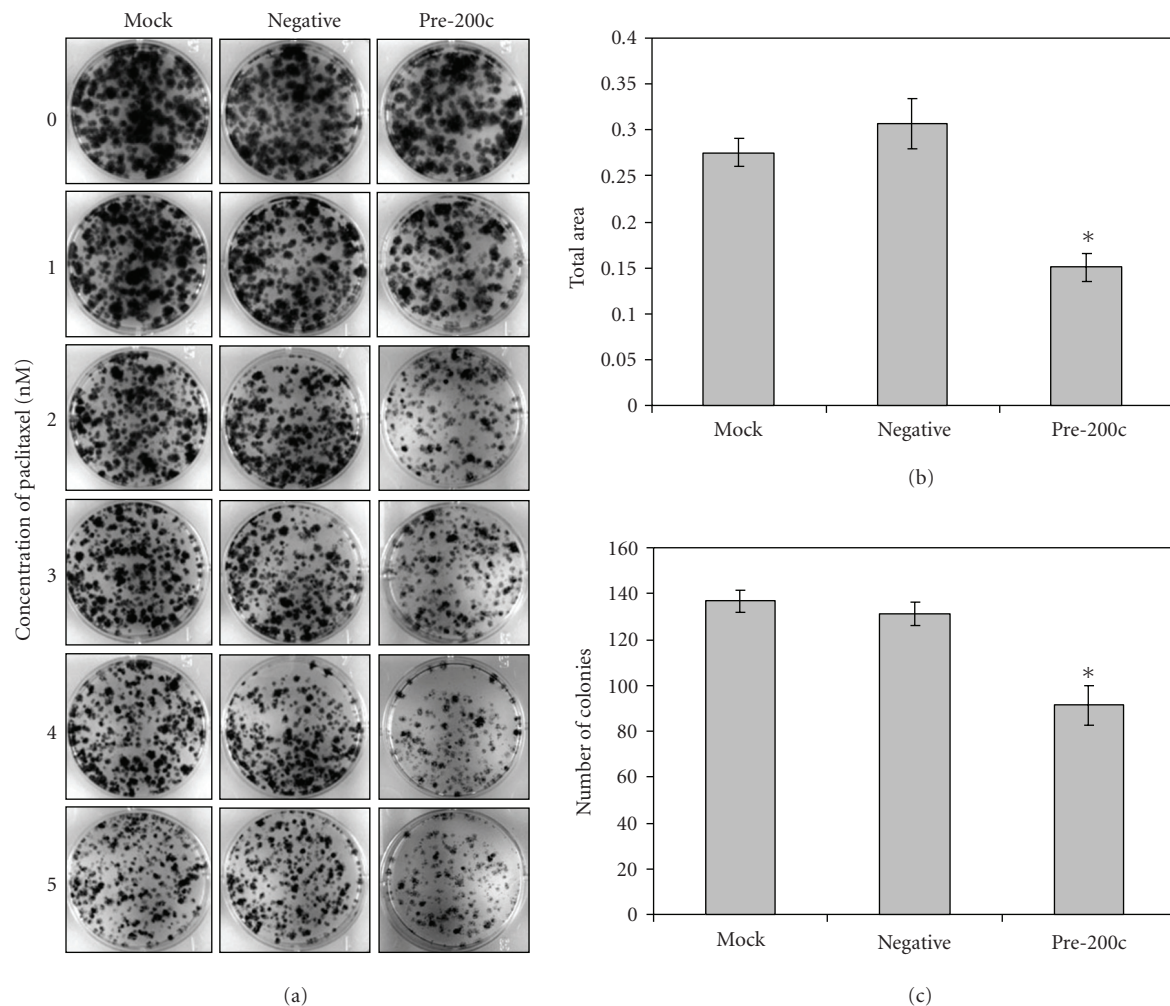 Mock Negative Pre-200c
0
1
2
3
4
5
Concentration of paclitaxel (nM)
(a)
0.4
0.35
0.3
0.25
0.2
0.15
0.1
0.05
0
Total area
*
Mock Negative Pre-200c
(b)
160
140
120
100
80
60
40
20
0
Number of colonies
*
Mock Negative Pre-200c
(c)